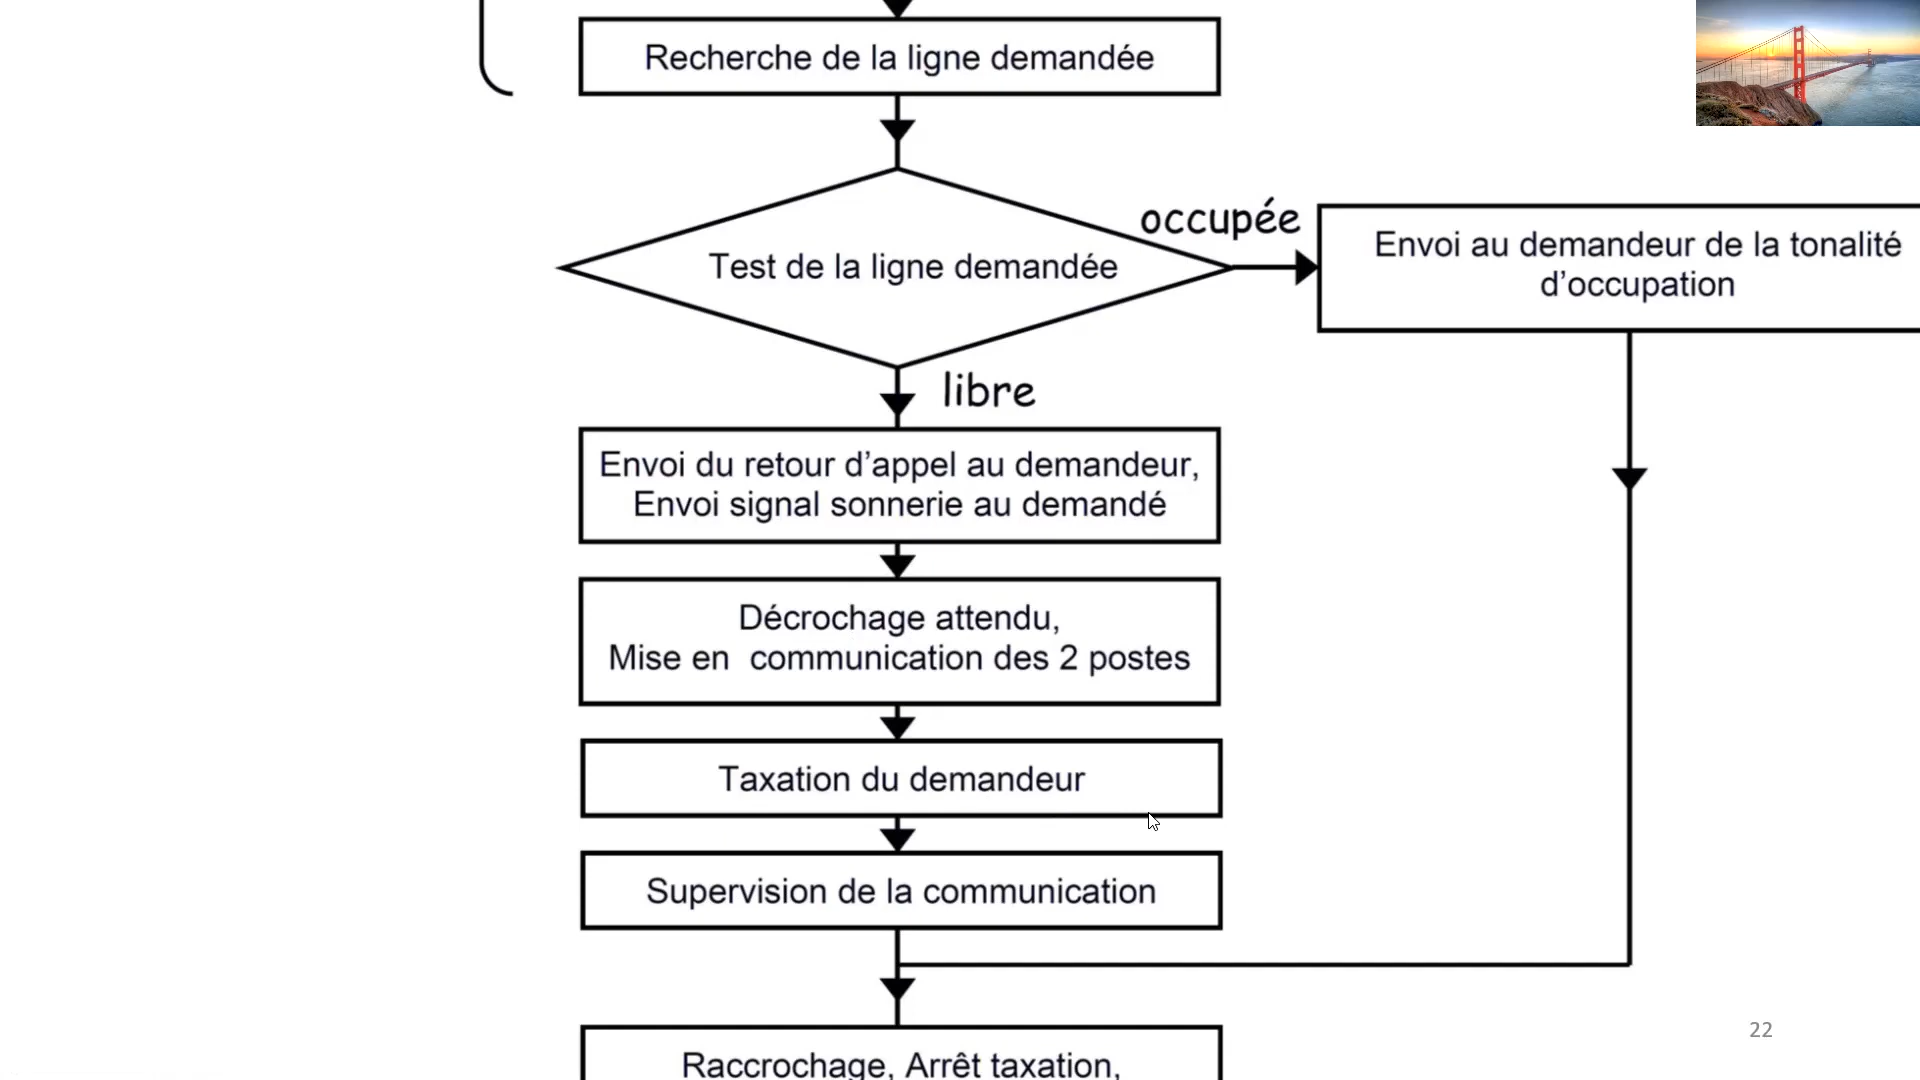 Recherche de la ligne demandée
occupée
Test de la ligne demandée
Envoi au demandeur de la tonalité
d’occupation
libre
Envoi du retour d’appel au demandeur,
Envoi signal sonnerie au demandé
Décrochage attendu,
Mise en communication des 2 postes
Taxation du demandeur
Supervision de la communication
Raccrochage, Arrêt taxation,
22